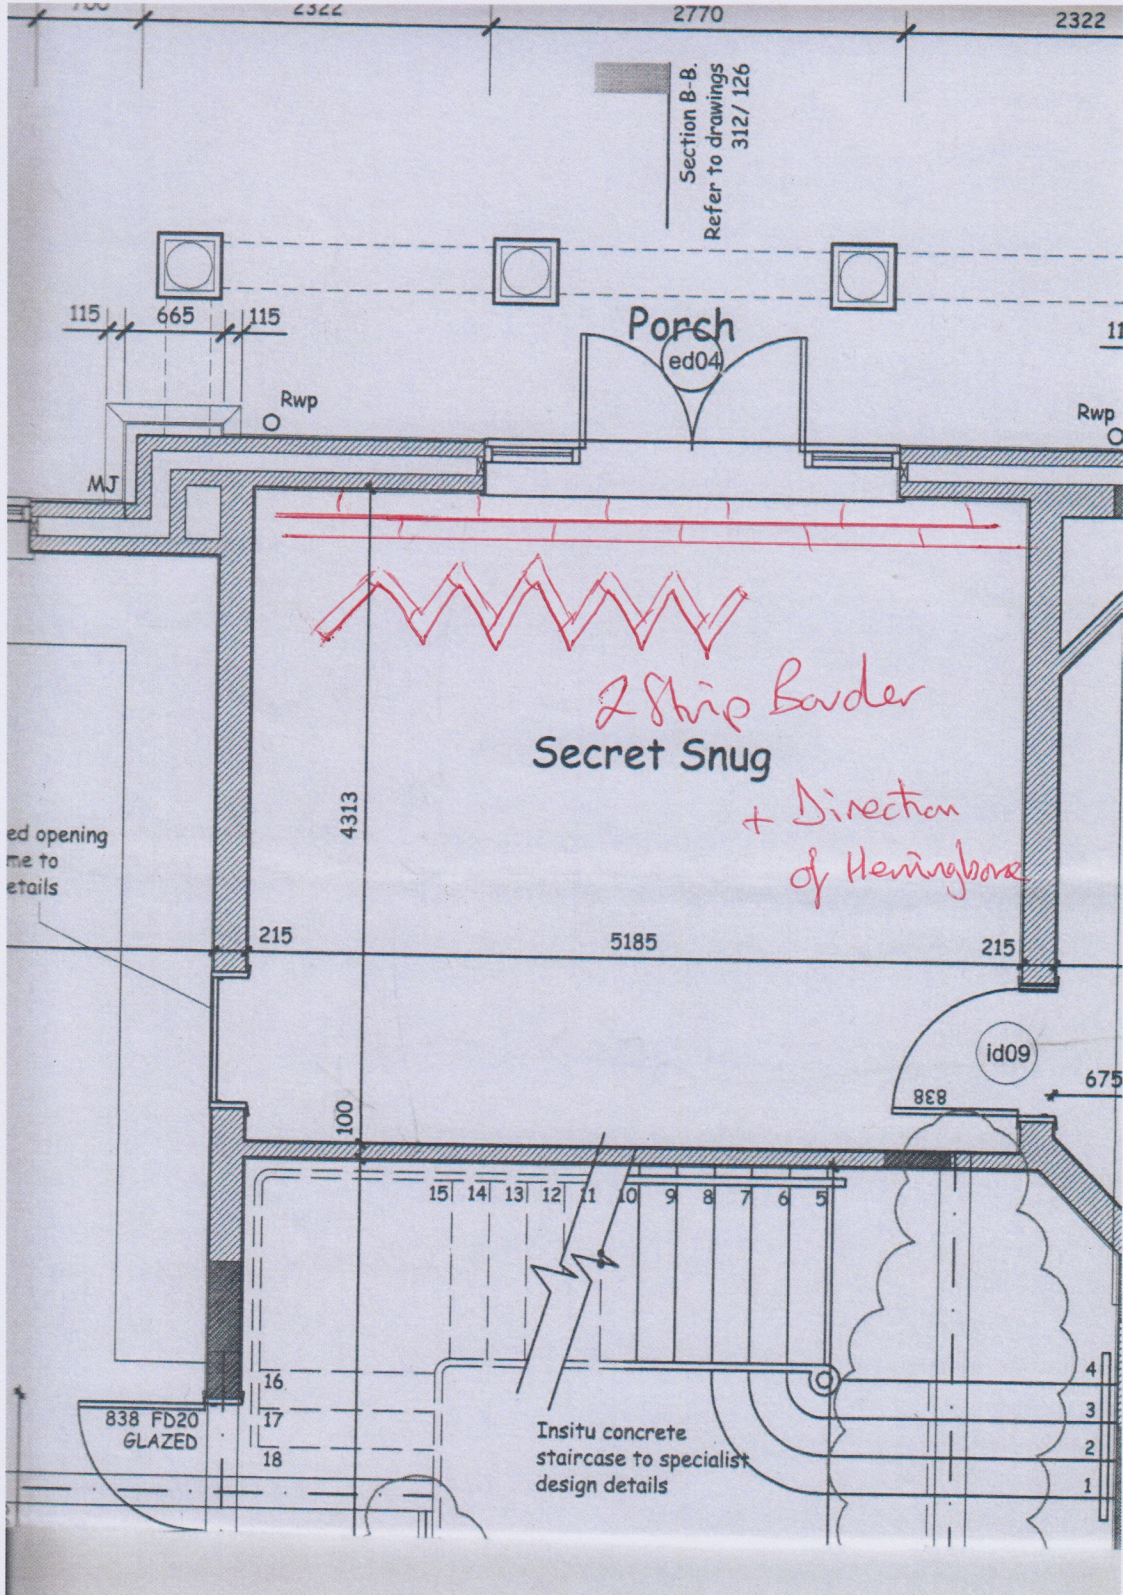 2322
2770
2322
Section B-B.
Refer to drawings
312/ 126
115
665
115
Porch
ed04
11
Rwp
Rwp
MJ
2 Strip Border
Secret Snug
+ Direction
of Herringbone
4313
ed opening
me to
etails
215
5185
215
id09
838
675
100
15
14
13
12
11
10
9
8
7
6
5
16
17
18
4
3
2
1
838 FD20
GLAZED
Insitu concrete
staircase to specialist
design details